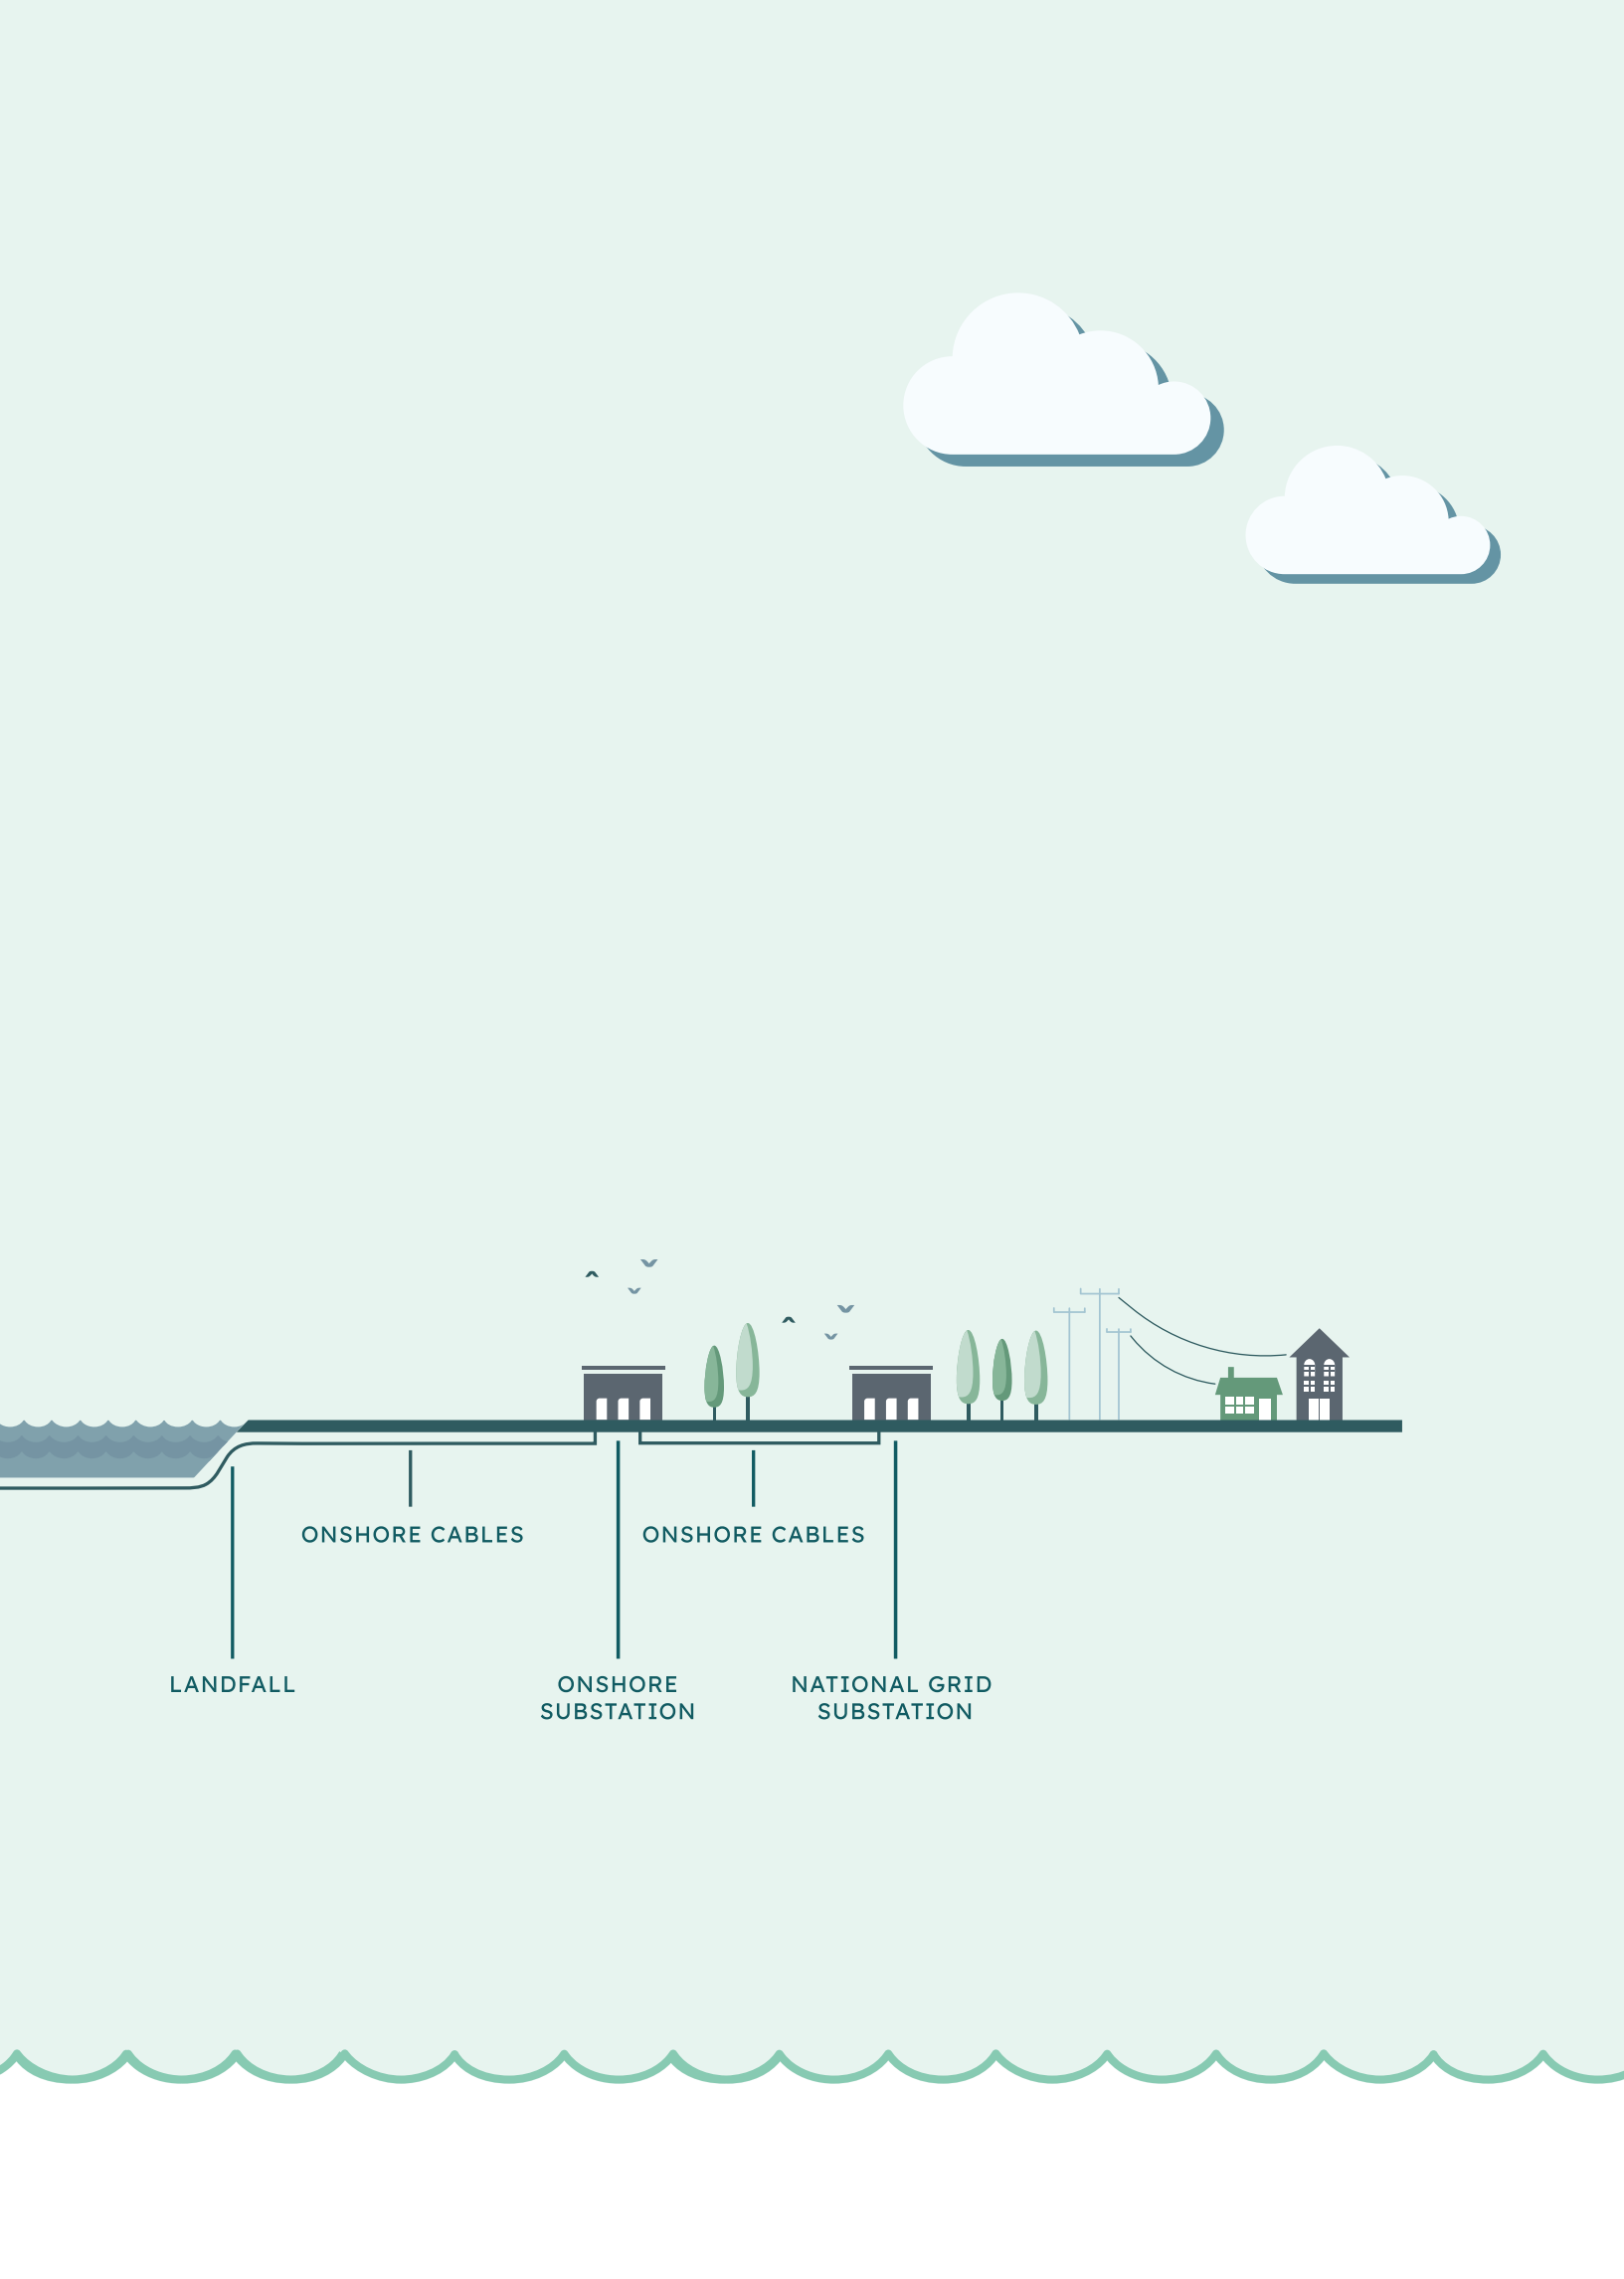 ONSHORE CABLES
ONSHORE CABLES
LANDFALL
ONSHORE
SUBSTATION
NATIONAL GRID
SUBSTATION